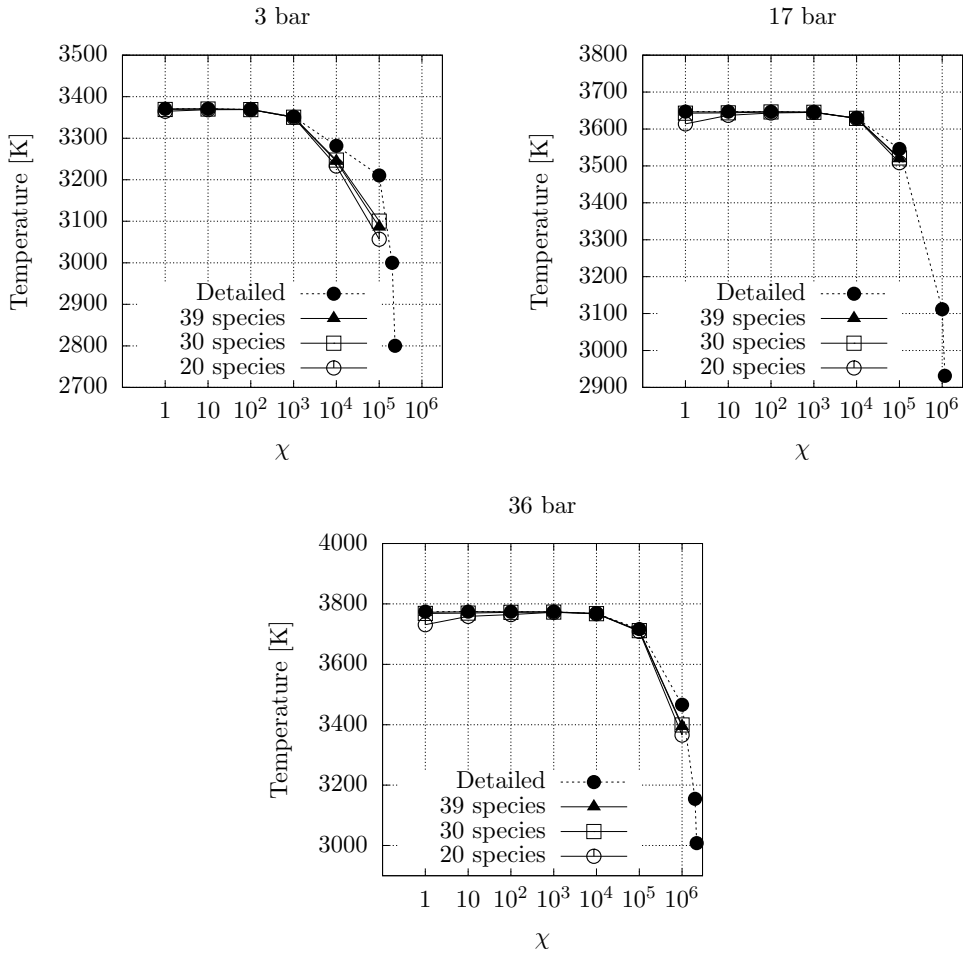 3 bar
3500
3400
3300
3200
3100
3000
2900
2800
2700
Temperature [K]
Detailed
39 species
30 species
20 species
1 10 10² 10³ 10⁴ 10⁵ 10⁶
χ
17 bar
3800
3700
3600
3500
3400
3300
3200
3100
3000
2900
Temperature [K]
Detailed
39 species
30 species
20 species
1 10 10² 10³ 10⁴ 10⁵ 10⁶
χ
36 bar
4000
3800
3600
3400
3200
3000
Temperature [K]
Detailed
39 species
30 species
20 species
1 10 10² 10³ 10⁴ 10⁵ 10⁶
χ